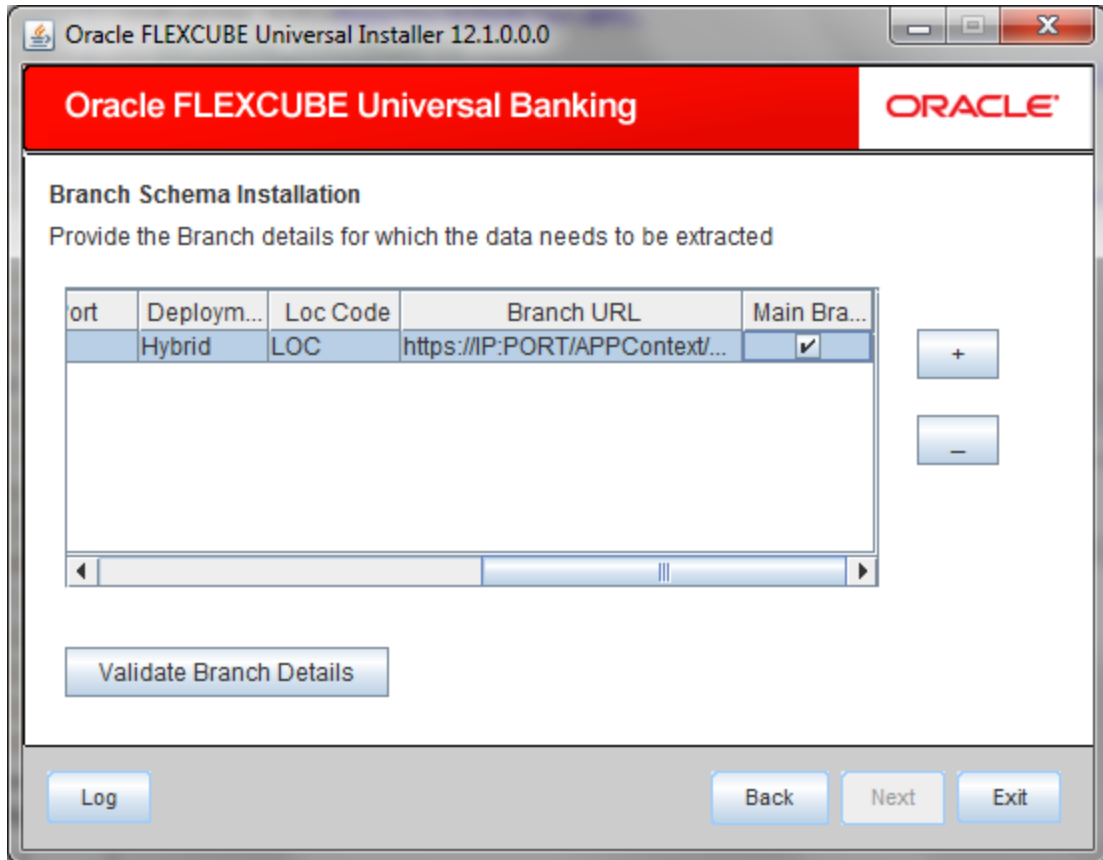 Oracle FLEXCUBE Universal Installer 12.1.0.0.0
Oracle FLEXCUBE Universal Banking
ORACLE
Branch Schema Installation
Provide the Branch details for which the data needs to be extracted
ort Deploym... Loc Code Branch URL Main Bra...
Hybrid LOC https://IP:PORT/APPContext/...
+
_
Validate Branch Details
Log Back Next Exit